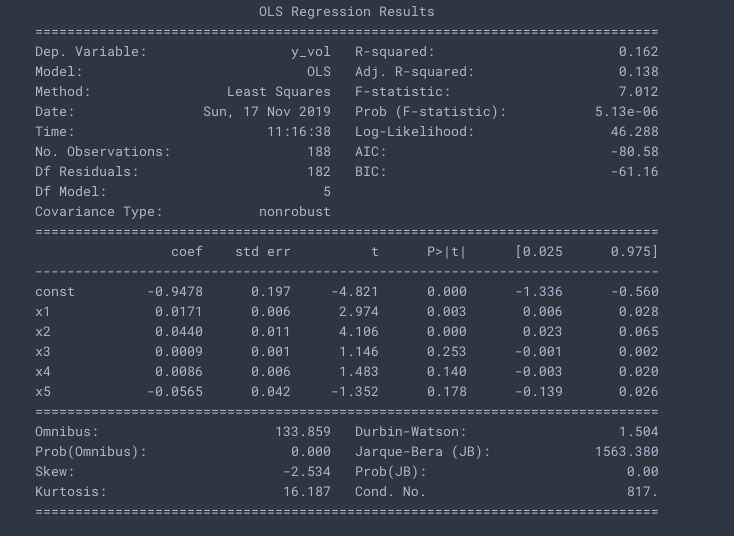 OLS Regression Results
==============================================================================
Dep. Variable:                  y_vol   R-squared:                       0.162
Model:                            OLS   Adj. R-squared:                  0.138
Method:                 Least Squares   F-statistic:                     7.012
Date:                Sun, 17 Nov 2019   Prob (F-statistic):           5.13e-06
Time:                        11:16:38   Log-Likelihood:                 46.288
No. Observations:                 188   AIC:                            -80.58
Df Residuals:                     182   BIC:                            -61.16
Df Model:                           5
Covariance Type:            nonrobust
==============================================================================
                 coef    std err          t      P>|t|      [0.025      0.975]
------------------------------------------------------------------------------
const         -0.9478      0.197     -4.821      0.000      -1.336      -0.560
x1             0.0171      0.006      2.974      0.003       0.006       0.028
x2             0.0440      0.011      4.106      0.000       0.023       0.065
x3             0.0009      0.001      1.146      0.253      -0.001       0.002
x4             0.0086      0.006      1.483      0.140      -0.003       0.020
x5            -0.0565      0.042     -1.352      0.178      -0.139       0.026
==============================================================================
Omnibus:                      133.859   Durbin-Watson:                   1.504
Prob(Omnibus):                  0.000   Jarque-Bera (JB):             1563.380
Skew:                          -2.534   Prob(JB):                         0.00
Kurtosis:                      16.187   Cond. No.                         817.
==============================================================================